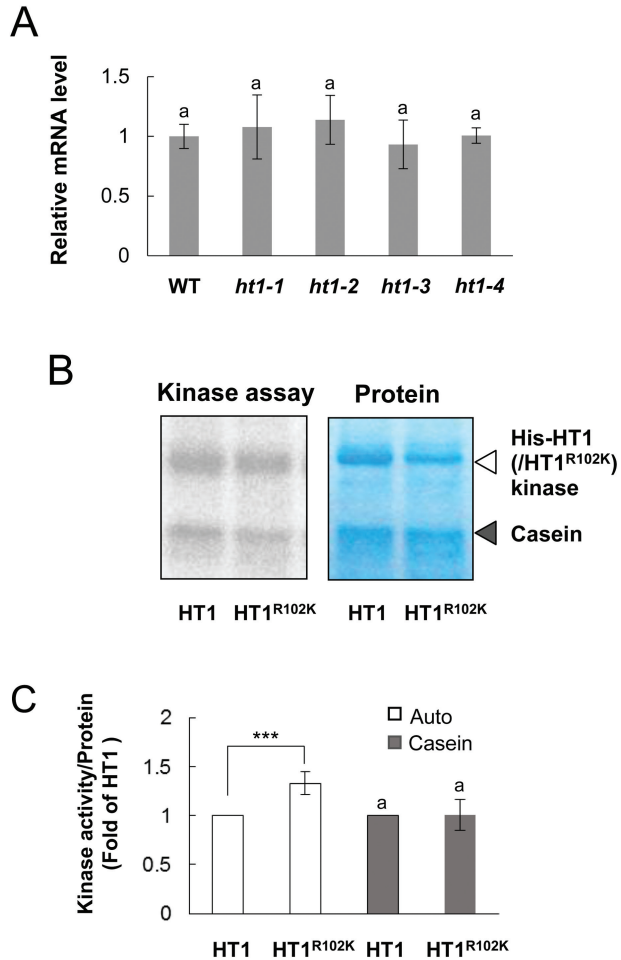 A
Relative mRNA level
1.5
1
0.5
0
a
a
a
a
a
WT
ht1-1
ht1-2
ht1-3
ht1-4
B
Kinase assay
Protein
His-HT1
(/HT1R102K)
kinase
Casein
HT1
HT1R102K
HT1
HT1R102K
C
Kinase activity/Protein
(Fold of HT1 )
2
1.5
1
0.5
0
***
Auto
Casein
a
a
HT1
HT1R102K
HT1
HT1R102K